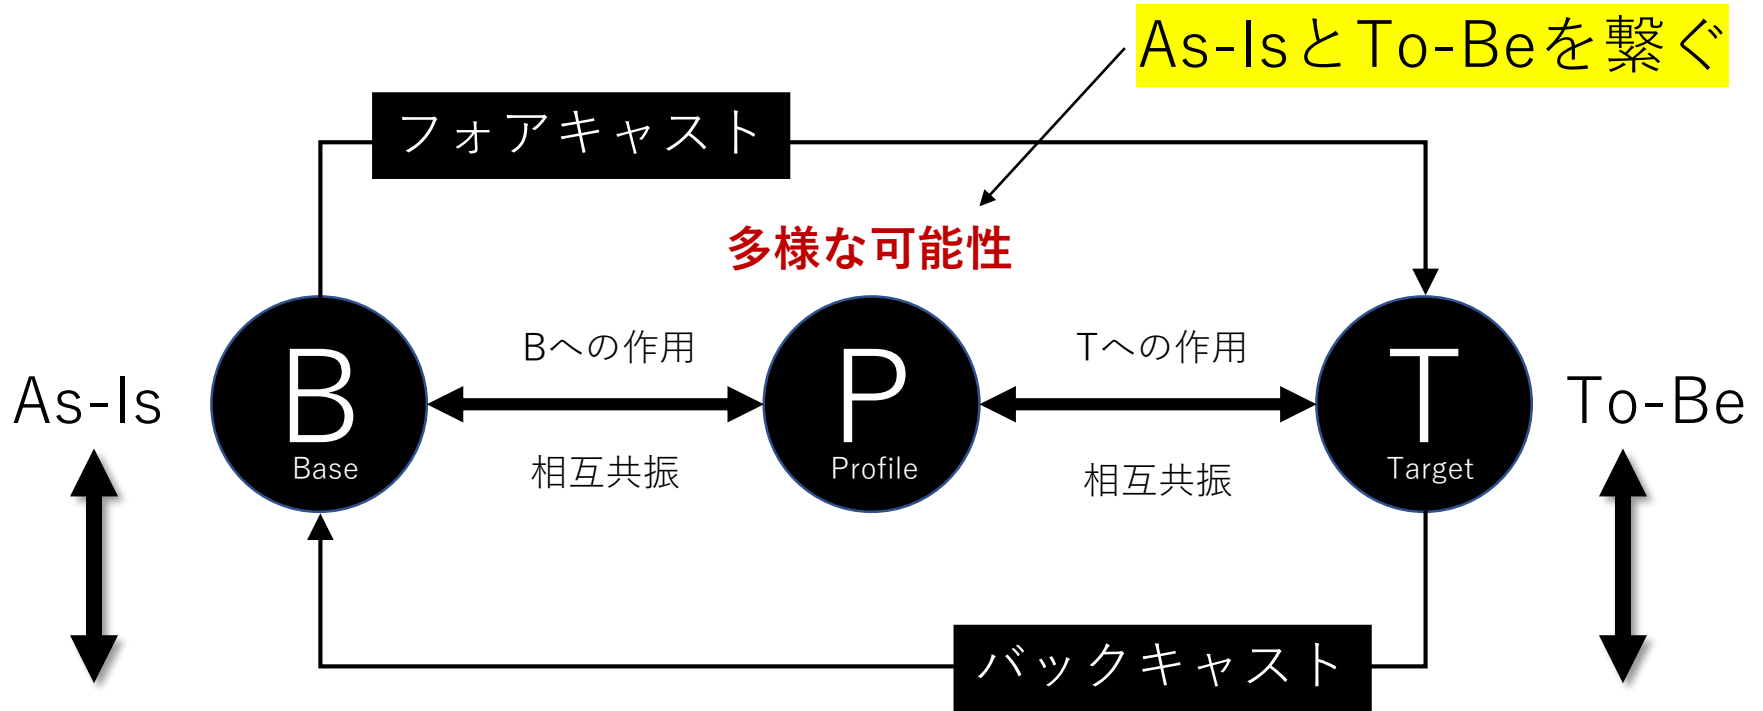 As-IsとTo-Beを繋ぐ
フォアキャスト
多様な可能性
Bへの作用
Tへの作用
As-Is
B
Base
P
Profile
T
Target
To-Be
相互共振
相互共振
バックキャスト